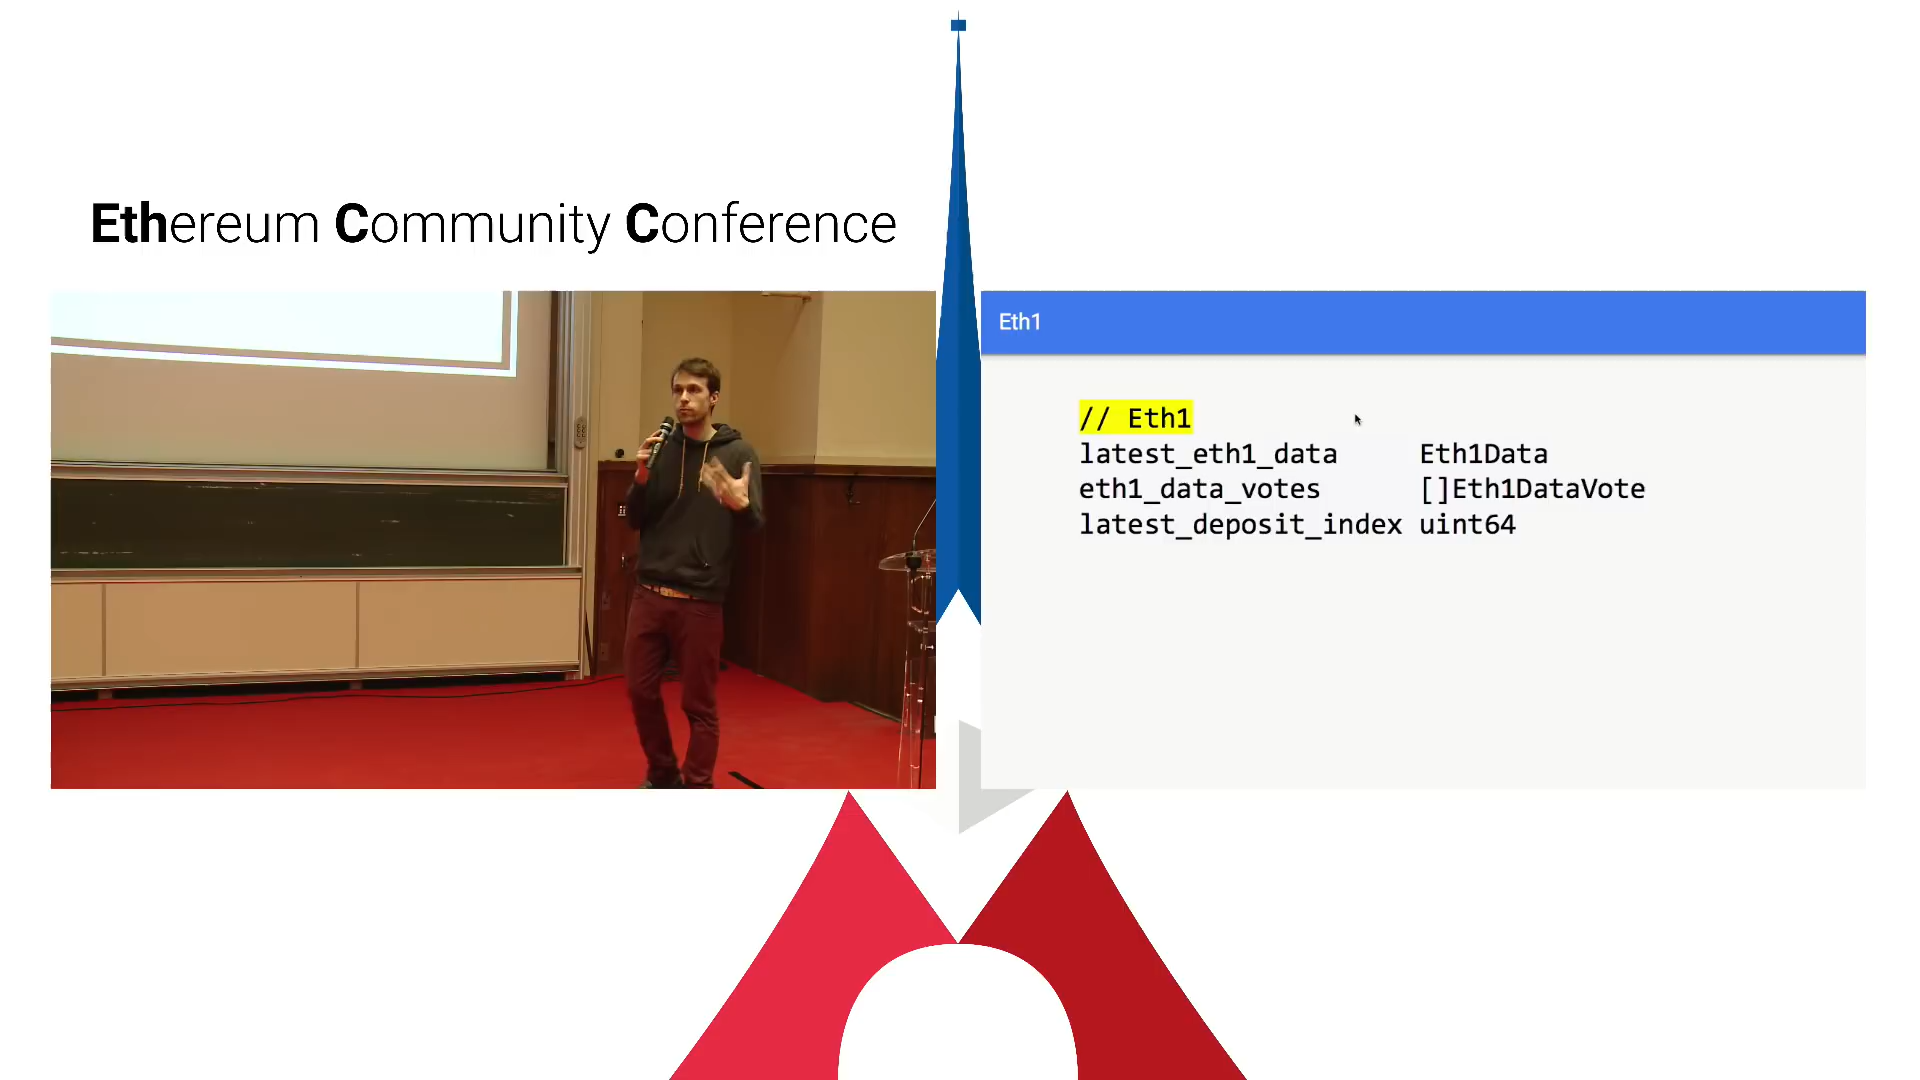 Ethereum Community Conference
Eth1
// Eth1
latest_eth1_data Eth1Data
eth1_data_votes []Eth1DataVote
latest_deposit_index uint64